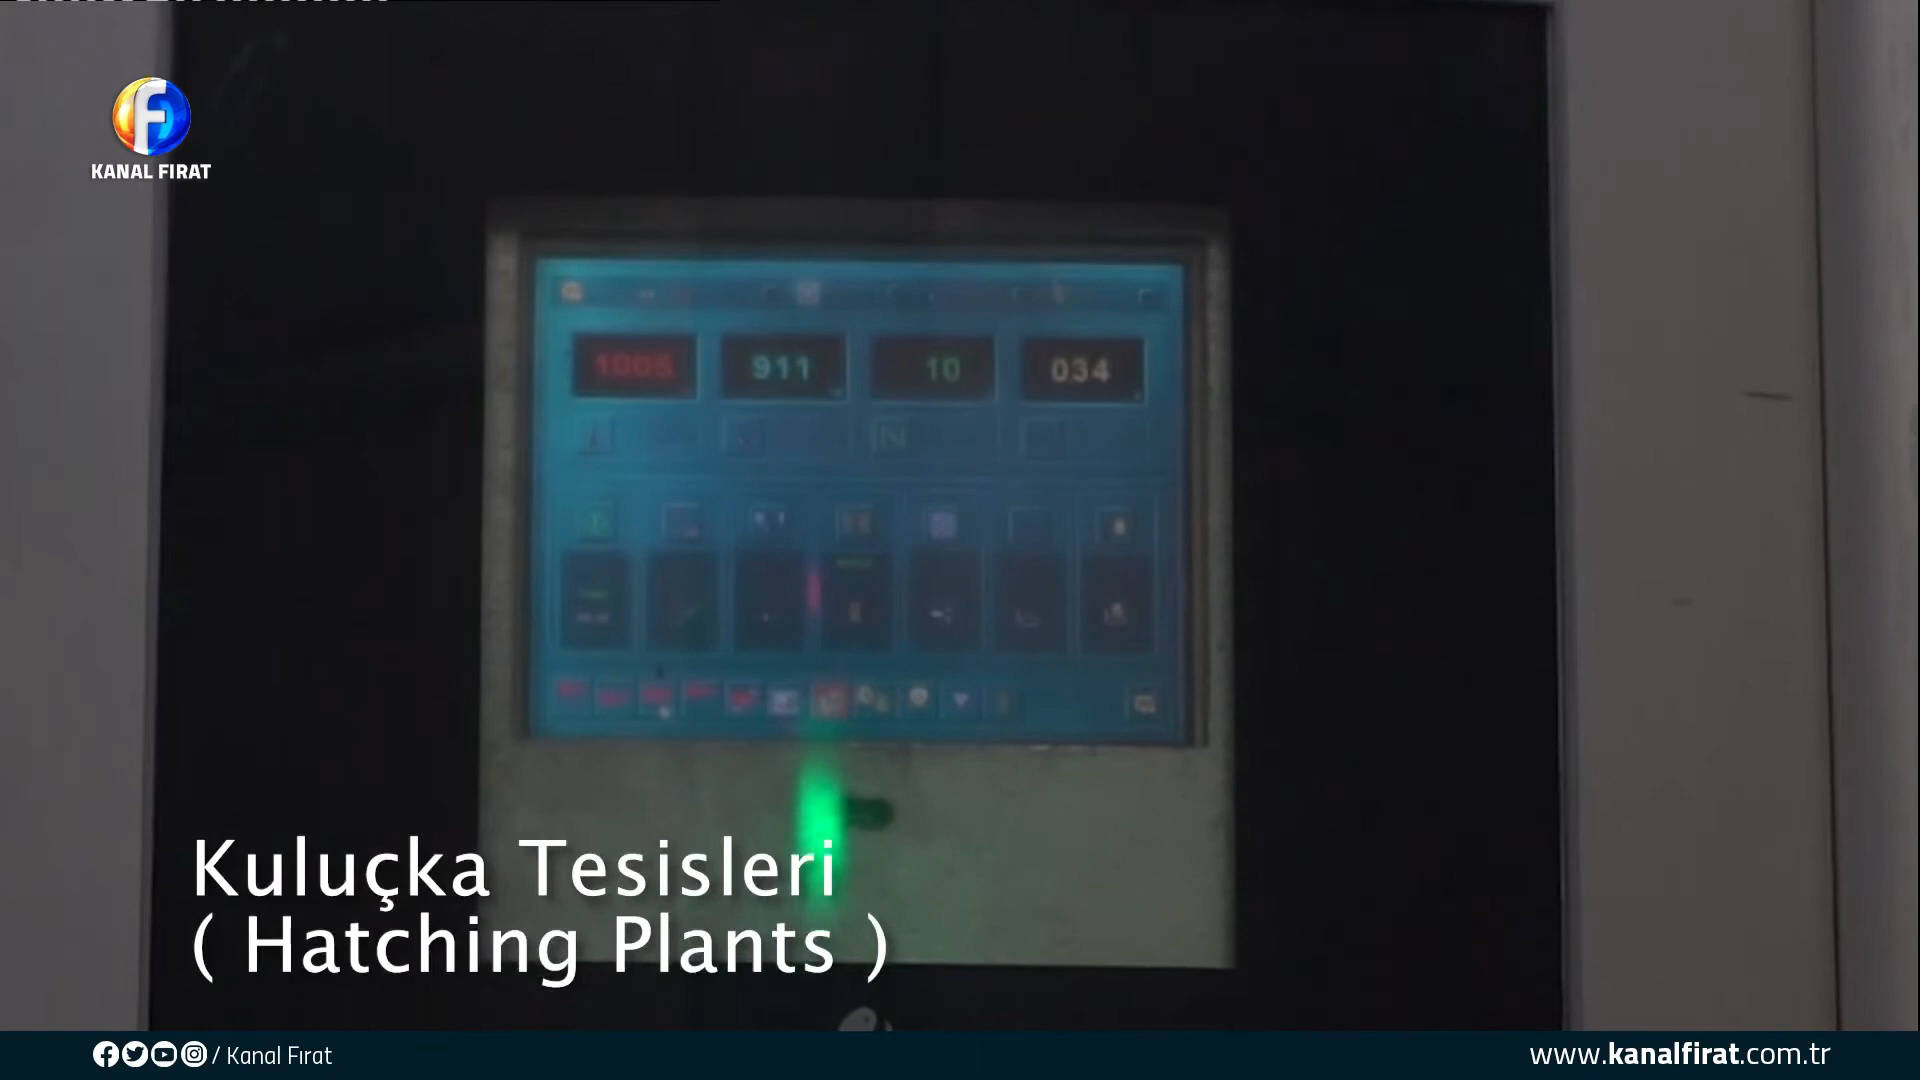 KANAL FIRAT
1005
911
10
034
Kuluçka Tesisleri
( Hatching Plants )
/ Kanal Fırat
www.kanalfirat.com.tr